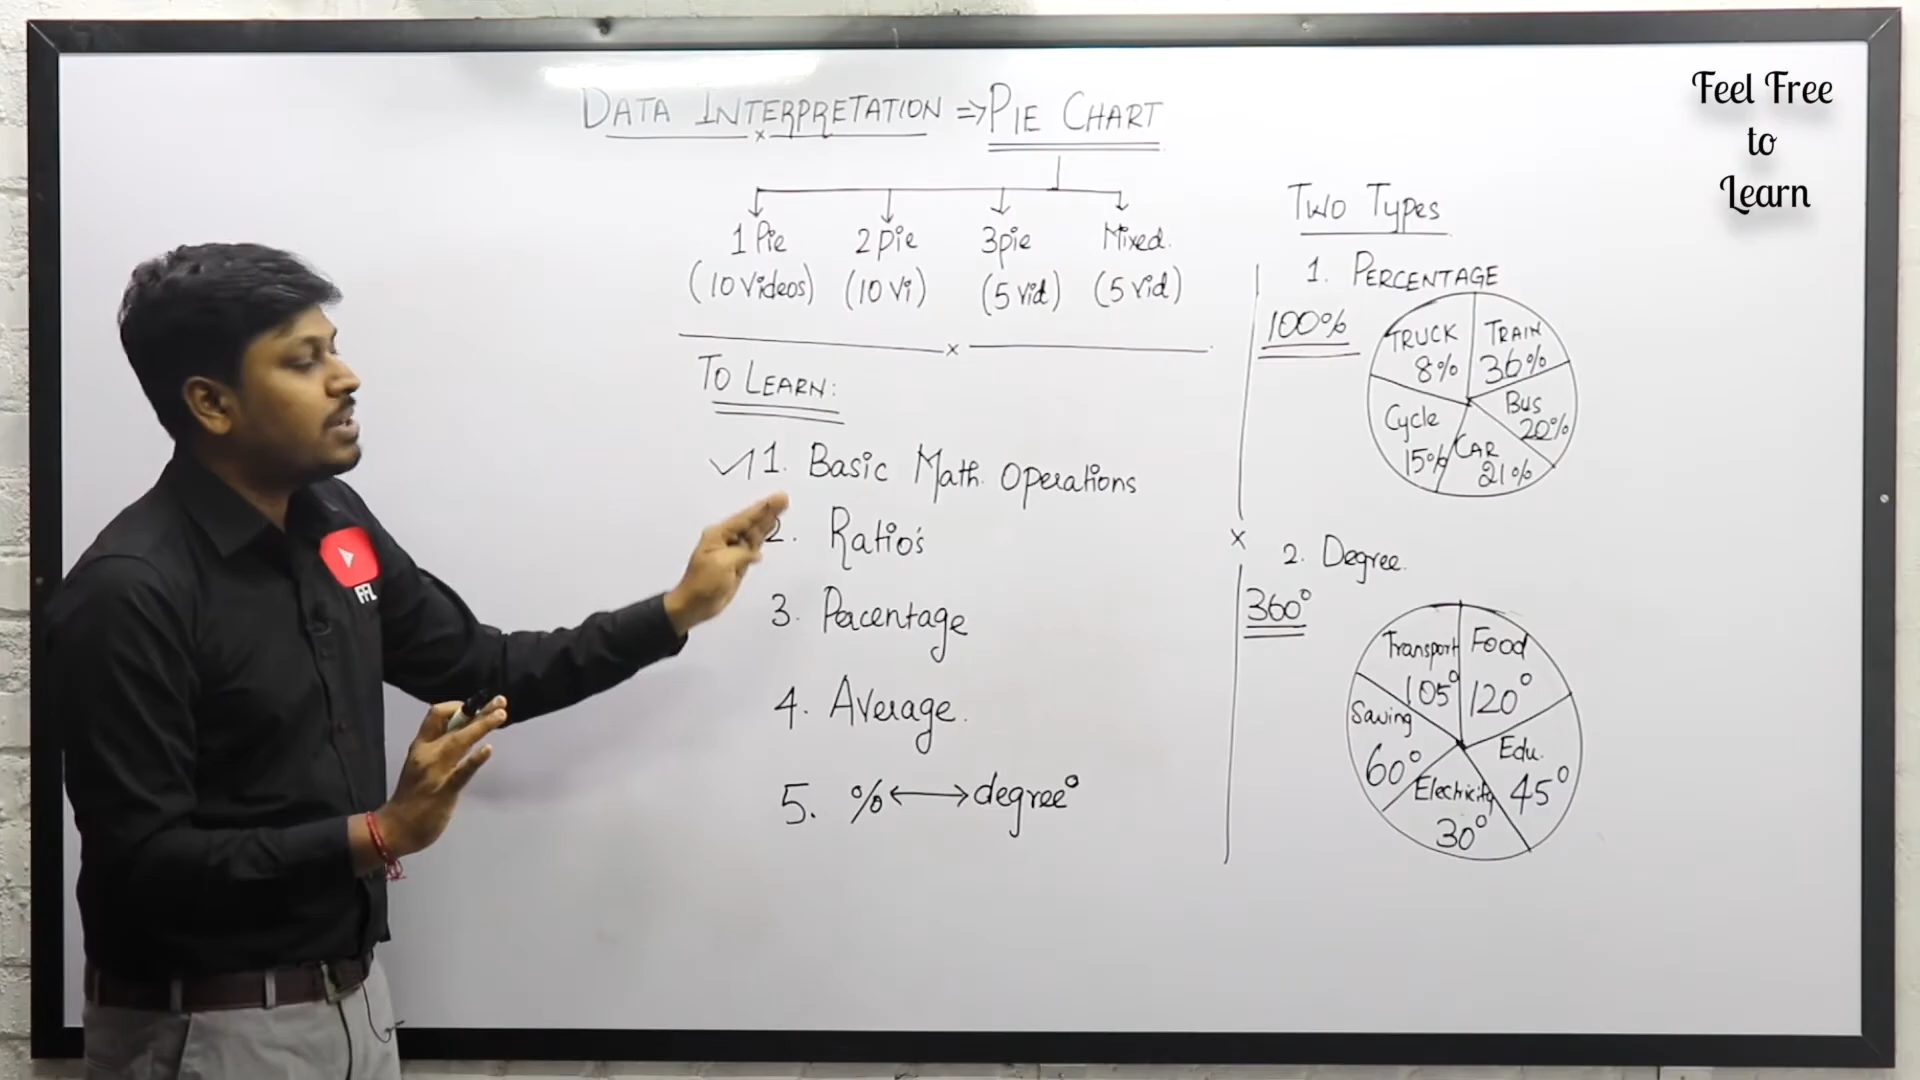 Feel Free
to
Learn
DATA INTERPRETATION => PIE CHART
x
1 Pie
(10 Videos)
2 pie
(10 Vi)
3pie
(5 Vid)
Mixed.
(5 Vid)
x
TO LEARN:
✓ 1. Basic Math. Operations
2. Ratio's
3. Percentage
4. Average.
5. % ↔ degree°
TWO TYPES
1. PERCENTAGE
100%
TRUCK
8%
TRAIN
36%
Bus
20%
CAR
21%
Cycle
15%
x
2. Degree.
360°
Transport
105°
Food
120°
Edu.
45°
Electricity
30°
Saving
60°
FFL